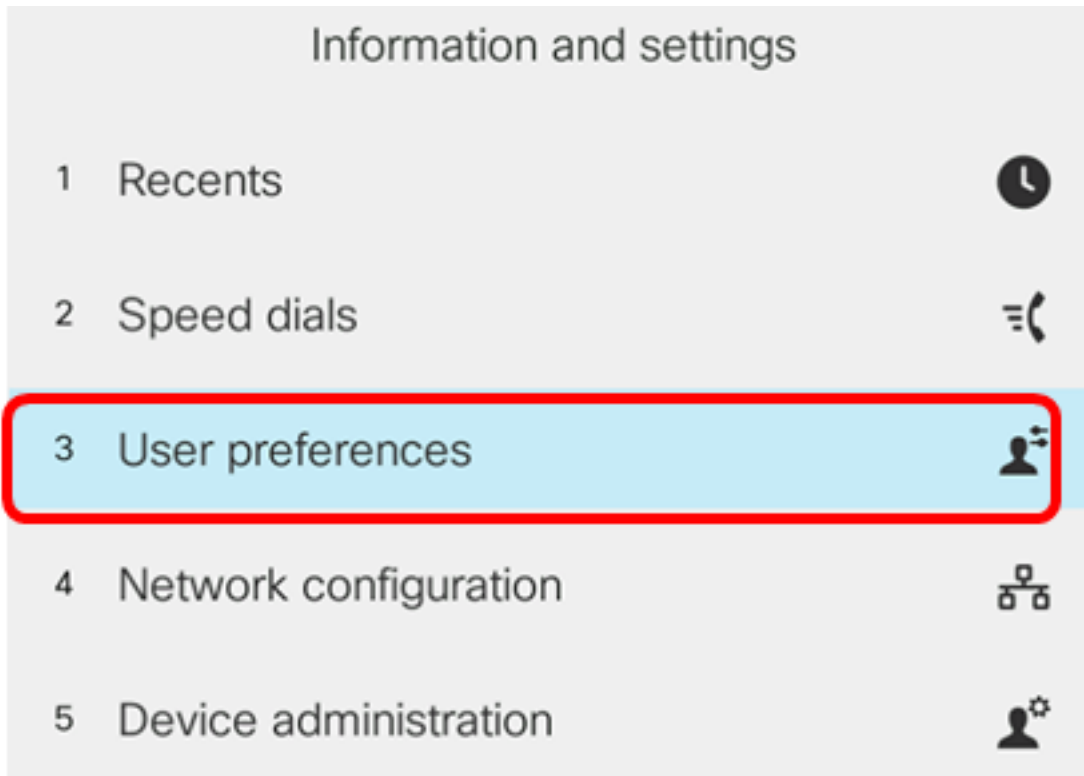 Information and settings
1 Recents
2 Speed dials
3 User preferences
4 Network configuration
5 Device administration